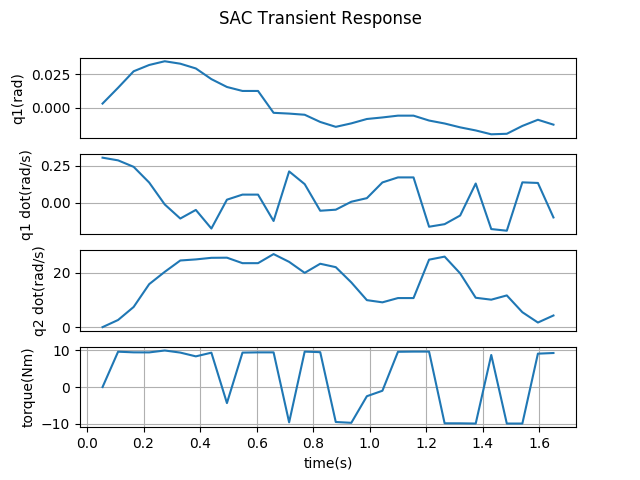 SAC Transient Response
0.025
0.000
q1(rad)
0.25
0.00
q1 dot(rad/s)
20
0
q2 dot(rad/s)
10
0
−10
torque(Nm)
0.0 0.2 0.4 0.6 0.8 1.0 1.2 1.4 1.6
time(s)